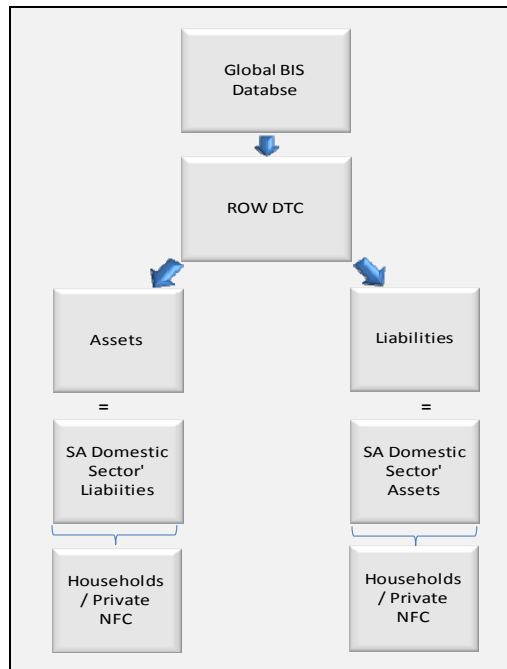 Global BIS
Databse
ROW DTC
Assets
Liabilities
=
=
SA Domestic
Sector'
Liabiities
SA Domestic
Sector'
Assets
Households
/ Private
NFC
Households
/ Private
NFC